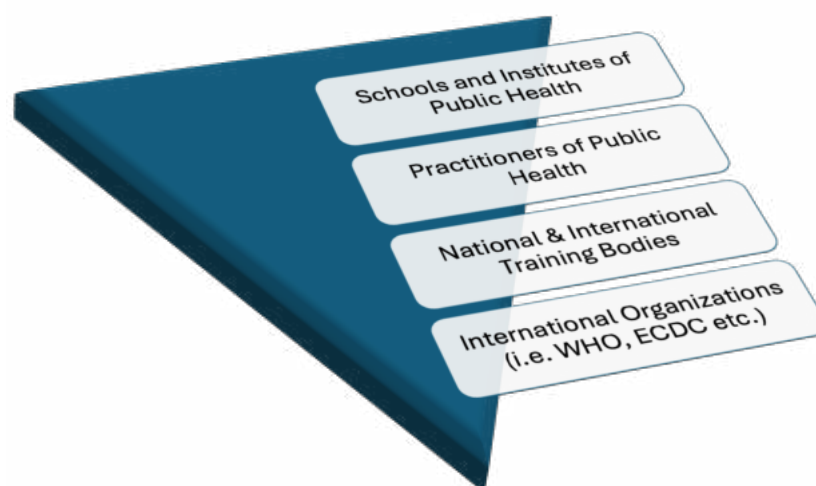 Schools and Institutes of
Public Health
Practitioners of Public
Health
National & International
Training Bodies
International Organizations
(i.e. WHO, ECDC etc.)